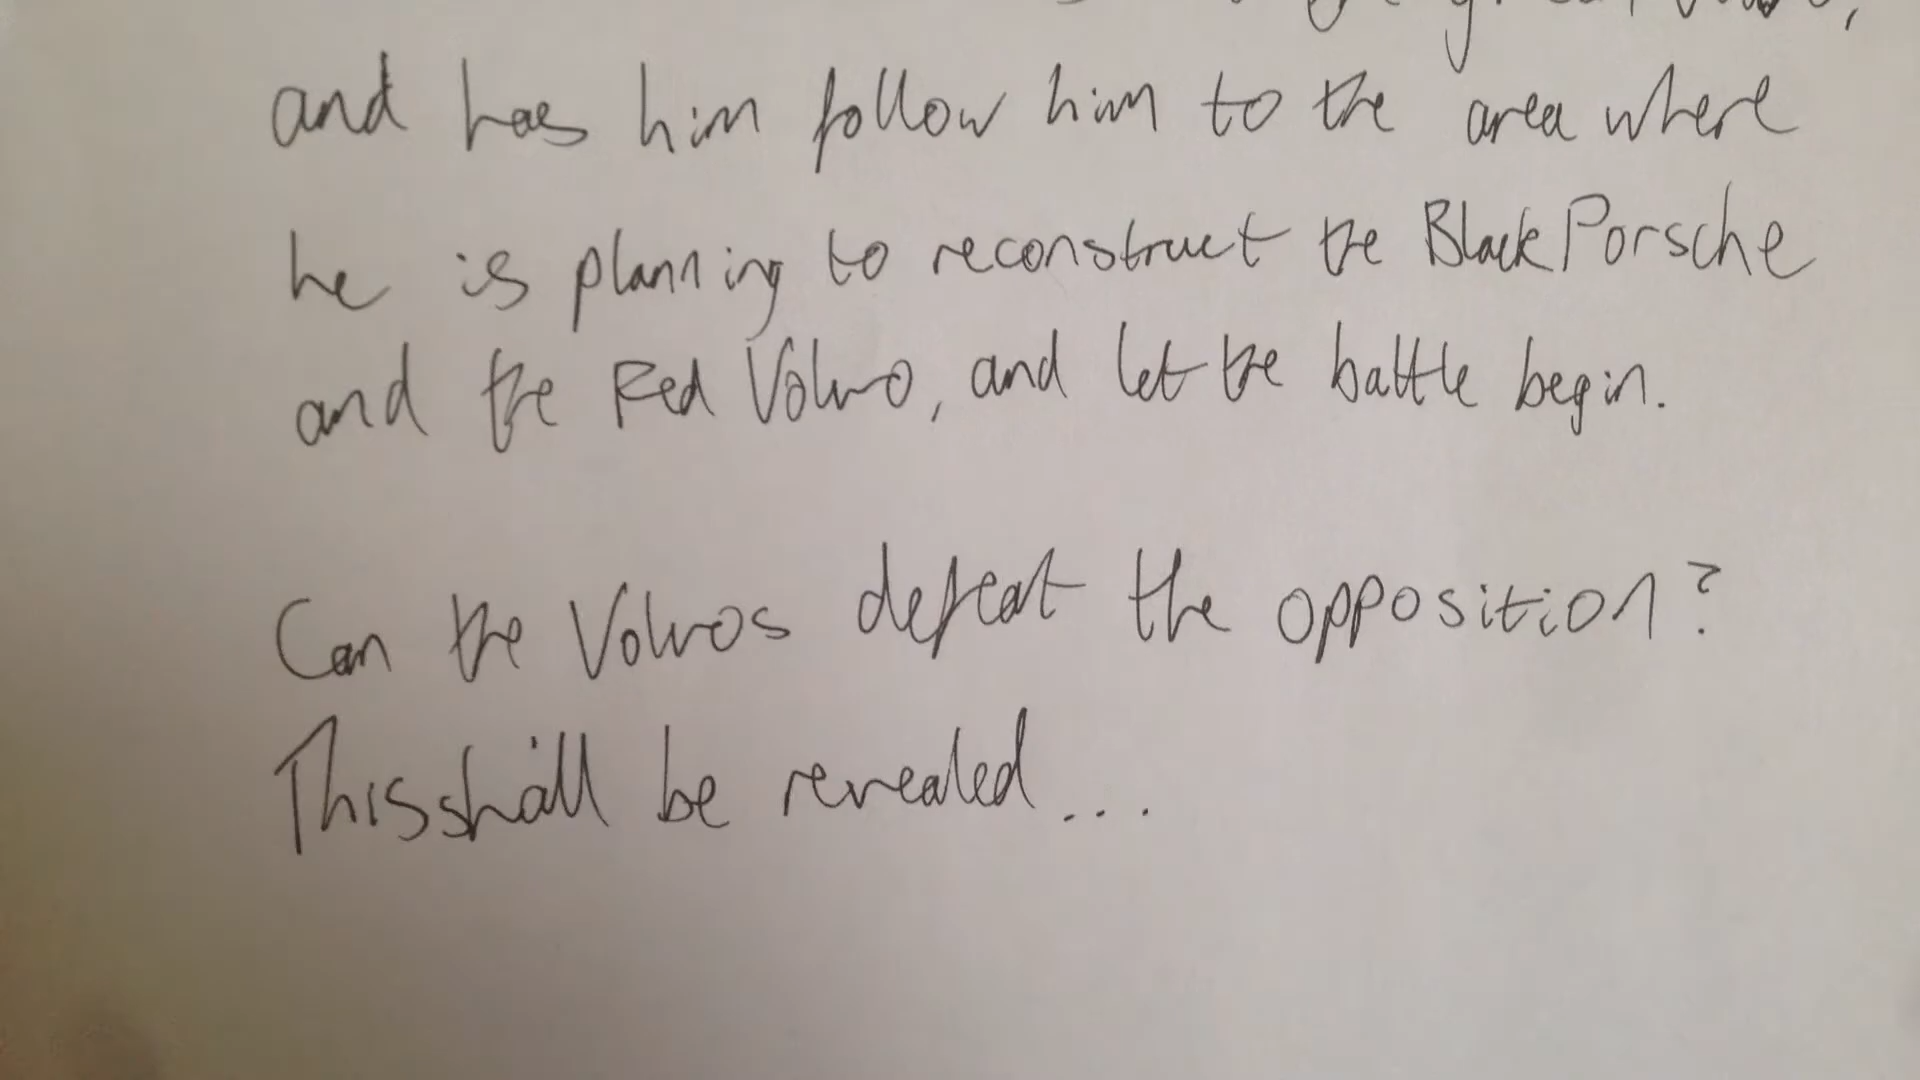 and has him follow him to the area where
he is planning to reconstruct the Black Porsche
and the Red Volvo, and let the battle begin.
Can the Volvos defeat the opposition?
This shall be revealed...